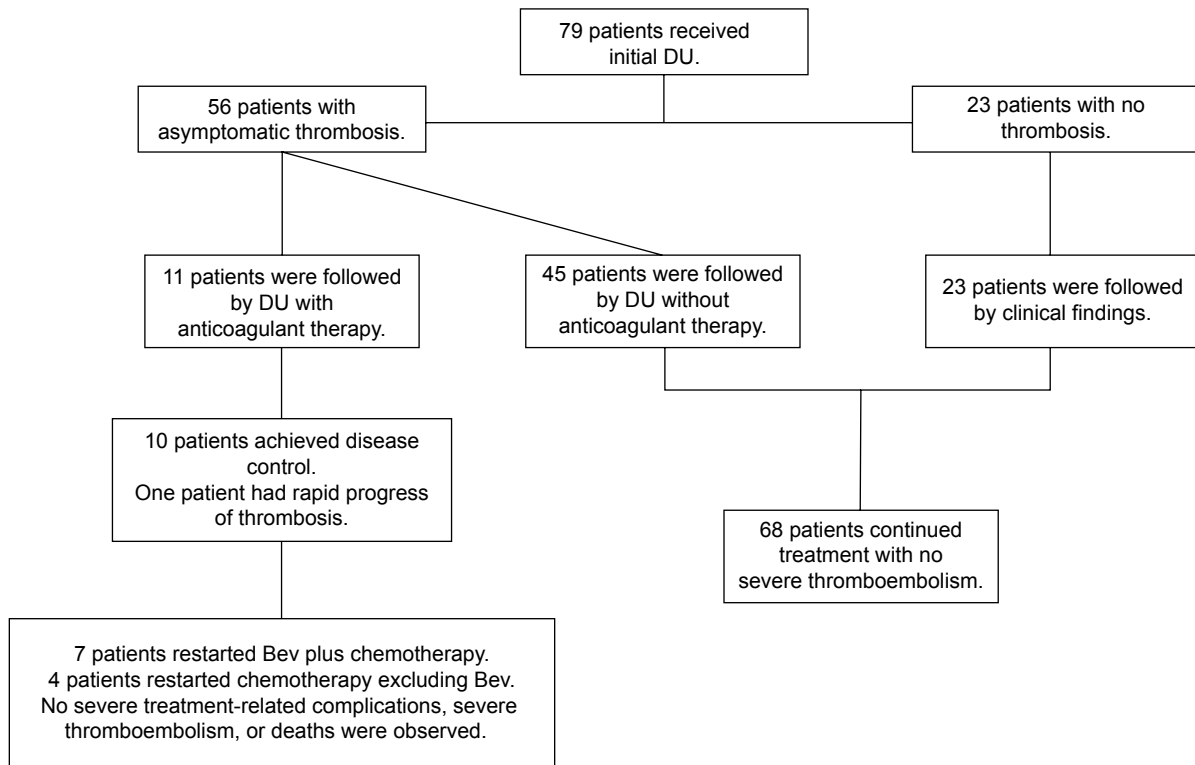 79 patients received
initial DU.
56 patients with
asymptomatic thrombosis.
23 patients with no
thrombosis.
11 patients were followed
by DU with
anticoagulant therapy.
45 patients were followed
by DU without
anticoagulant therapy.
23 patients were followed
by clinical findings.
10 patients achieved disease
control.
One patient had rapid progress
of thrombosis.
68 patients continued
treatment with no
severe thromboembolism.
7 patients restarted Bev plus chemotherapy.
4 patients restarted chemotherapy excluding Bev.
No severe treatment-related complications, severe
thromboembolism, or deaths were observed.